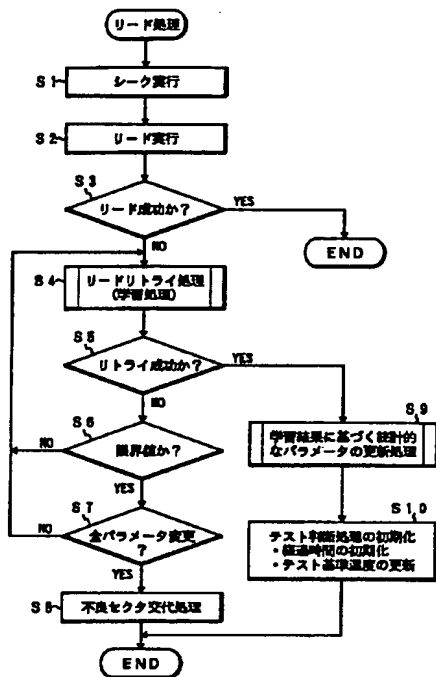 リード処理
S1
シーク実行
S2
リード実行
S3
リード成功か?
YES
NO
END
S4
リードリトライ処理
(学習処理)
S5
リトライ成功か?
YES
NO
S6
限界値か?
NO
YES
S7
全パラメータ変更
?
NO
YES
S8
不良セクタ交代処理
END
S9
学習結果に基づく統計的
なパラメータの更新処理
S10
テスト判断処理の初期化
・経過時間の初期化
・テスト基準温度の更新